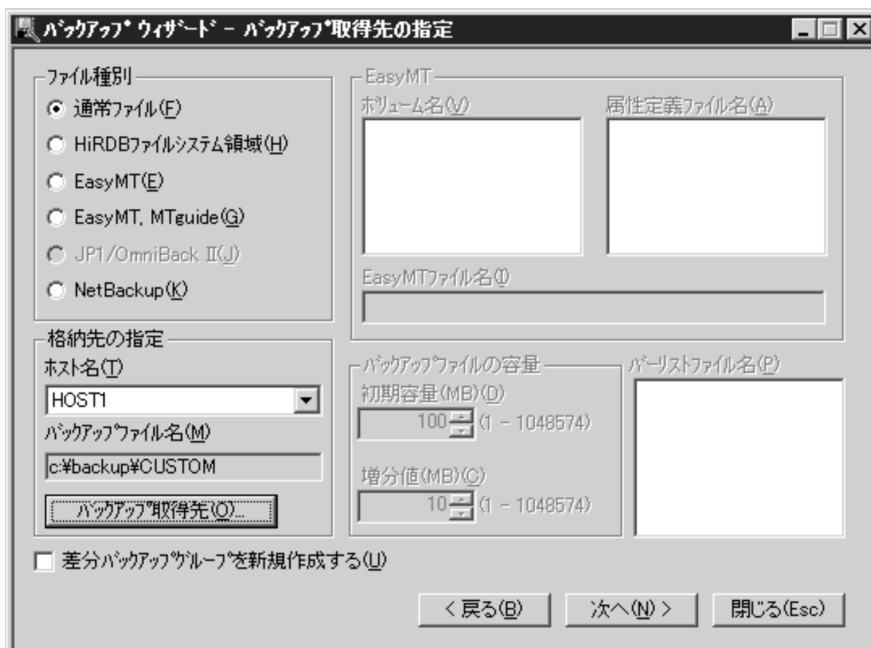 バックアップ ウィザード - バックアップ取得先の指定
ファイル種別
通常ファイル(F)
HiRDBファイルシステム領域(H)
EasyMT(E)
EasyMT, MTguide(G)
JP1/OmniBack II(J)
NetBackup(K)
格納先の指定
ホスト名(T)
HOST1
バックアップファイル名(M)
c:¥backup¥CUSTOM
バックアップ取得先(O)...
EasyMT
ボリューム名(V)
属性定義ファイル名(A)
EasyMTファイル名(I)
バックアップファイルの容量
初期容量(MB)(D)
100 (1 - 1048574)
増分値(MB)(C)
10 (1 - 1048574)
バーリストファイル名(P)
差分バックアップグループを新規作成する(U)
< 戻る(B)
次へ(N) >
閉じる(Esc)